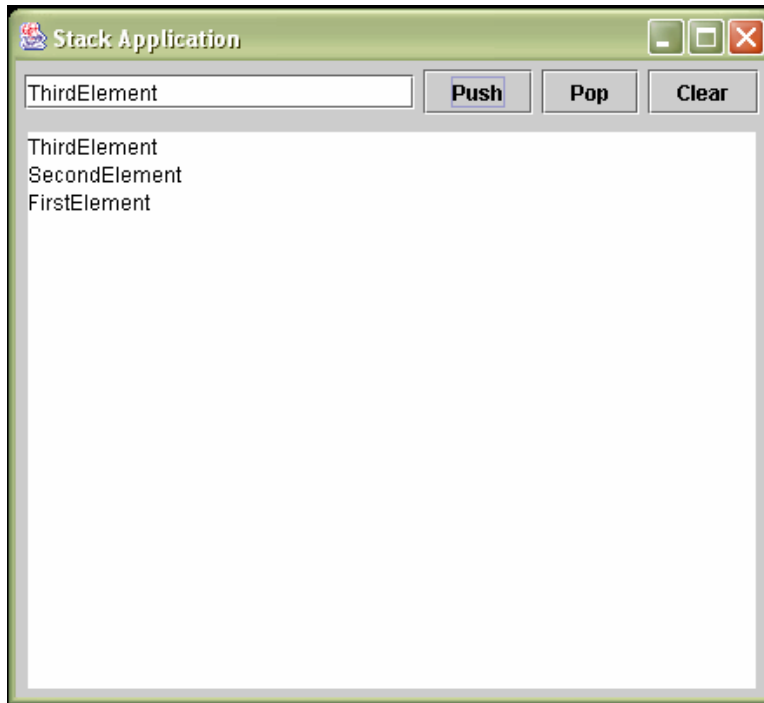 Stack Application
ThirdElement Push Pop Clear
ThirdElement
SecondElement
FirstElement